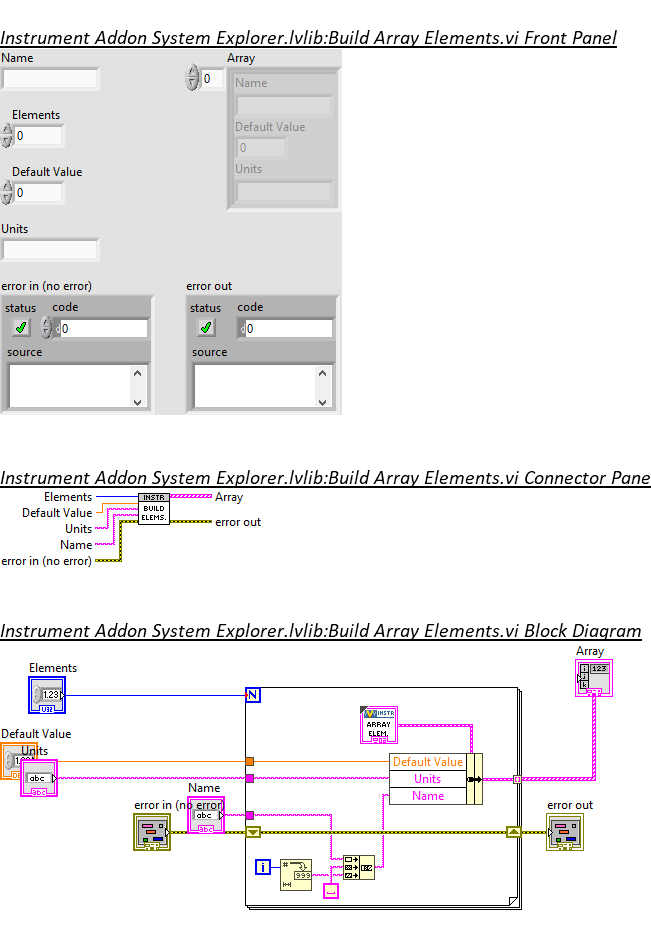 Instrument Addon System Explorer.lvlib:Build Array Elements.vi Front Panel
Name
Array
0
Name
Elements
0
Default Value
0
Default Value
0
Units
Units
error in (no error)
error out
status code
0
status code
0
source
source
Instrument Addon System Explorer.lvlib:Build Array Elements.vi Connector Pane
Elements
Default Value
Units
Name
error in (no error)
INSTR
BUILD
ELEMS.
Array
error out
Instrument Addon System Explorer.lvlib:Build Array Elements.vi Block Diagram
Array
Elements
1.23
U32
N
123
i
j
k
INSTR
ARRAY
ELEM.
Default Value
Units
abc
abc
Default Value
Units
Name
Name
abc
abc
error in (no error)
error out
i
#
999